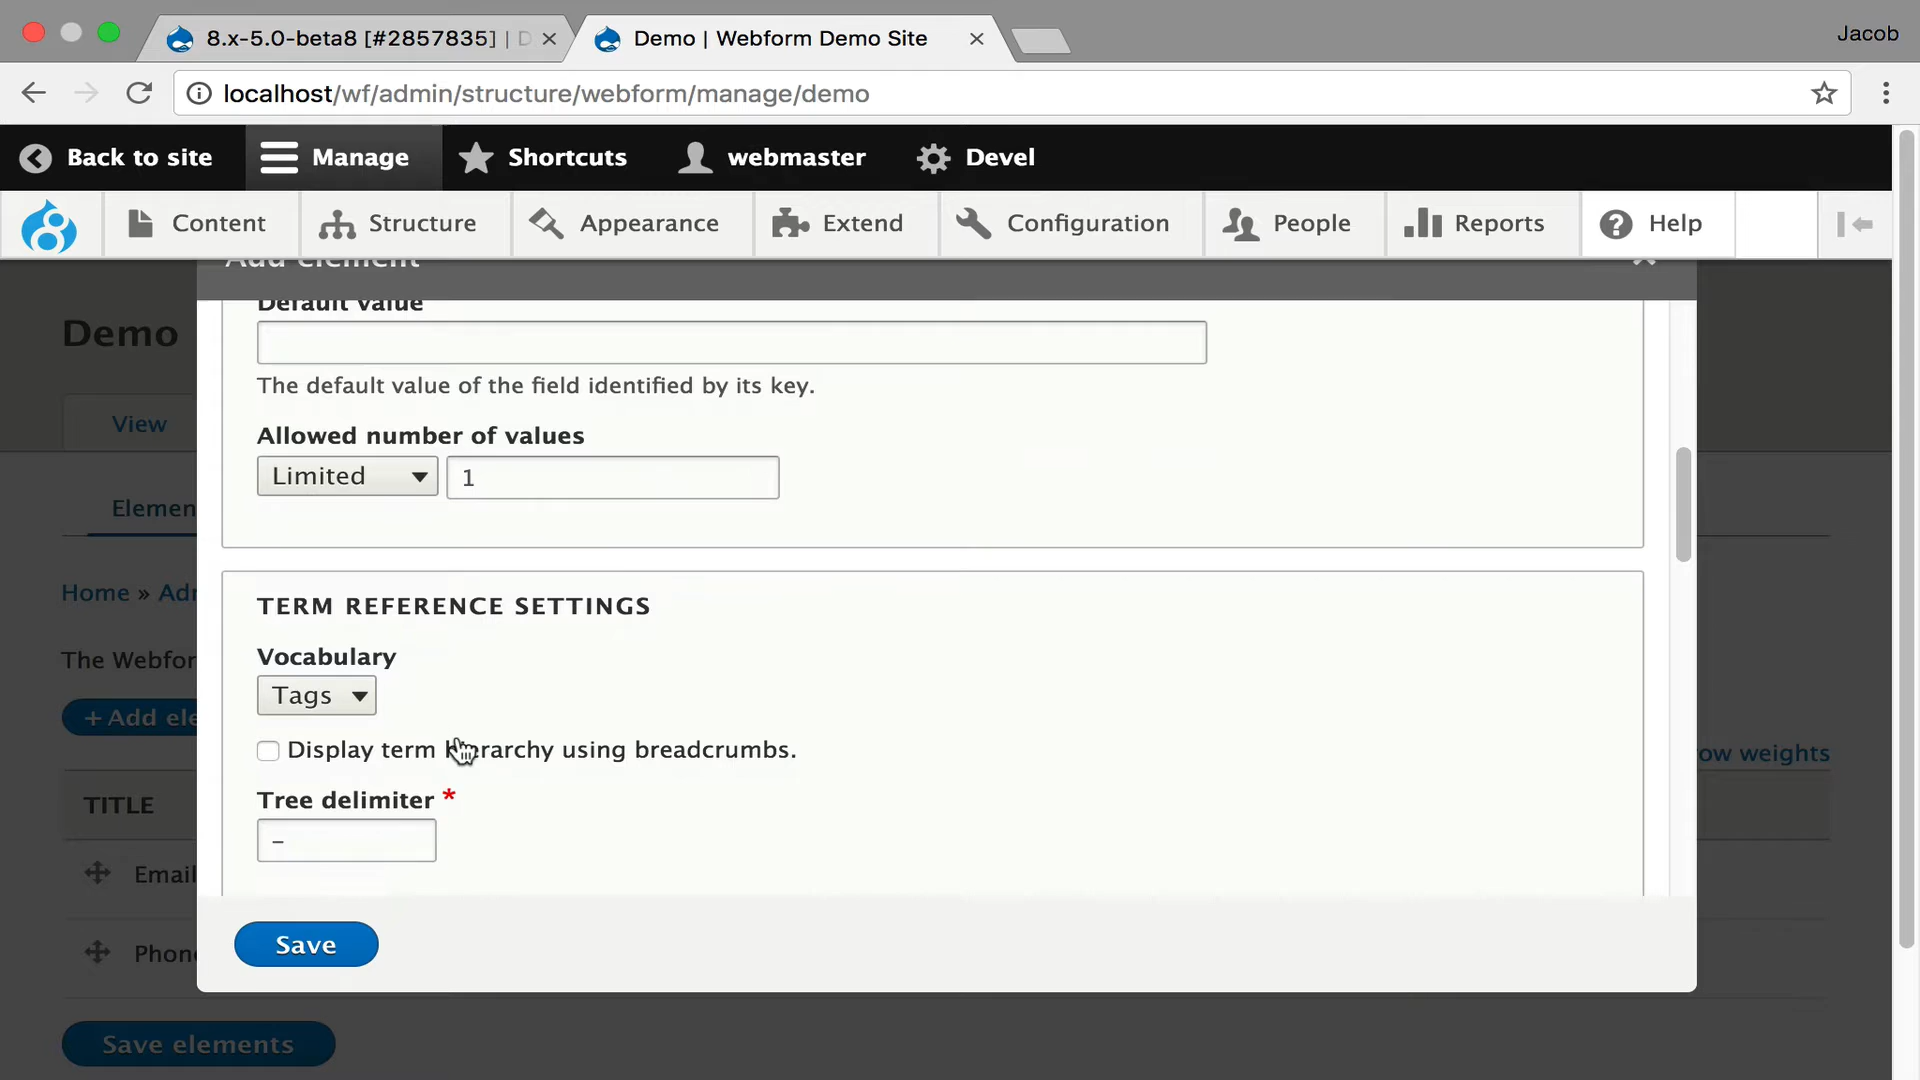 8.x-5.0-beta8 [#2857835] | D
Demo | Webform Demo Site
Jacob
localhost/wf/admin/structure/webform/manage/demo
Back to site
Manage
Shortcuts
webmaster
Devel
Content
Structure
Appearance
Extend
Configuration
People
Reports
Help
Add element
Demo
Default value
The default value of the field identified by its key.
View
Allowed number of values
Limited
1
Elemen
Home » Adr
TERM REFERENCE SETTINGS
Vocabulary
The Webfor
Tags
+ Add ele
Display term hierarchy using breadcrumbs.
ow weights
Tree delimiter *
TITLE
-
Email
Save
Phone
Save elements